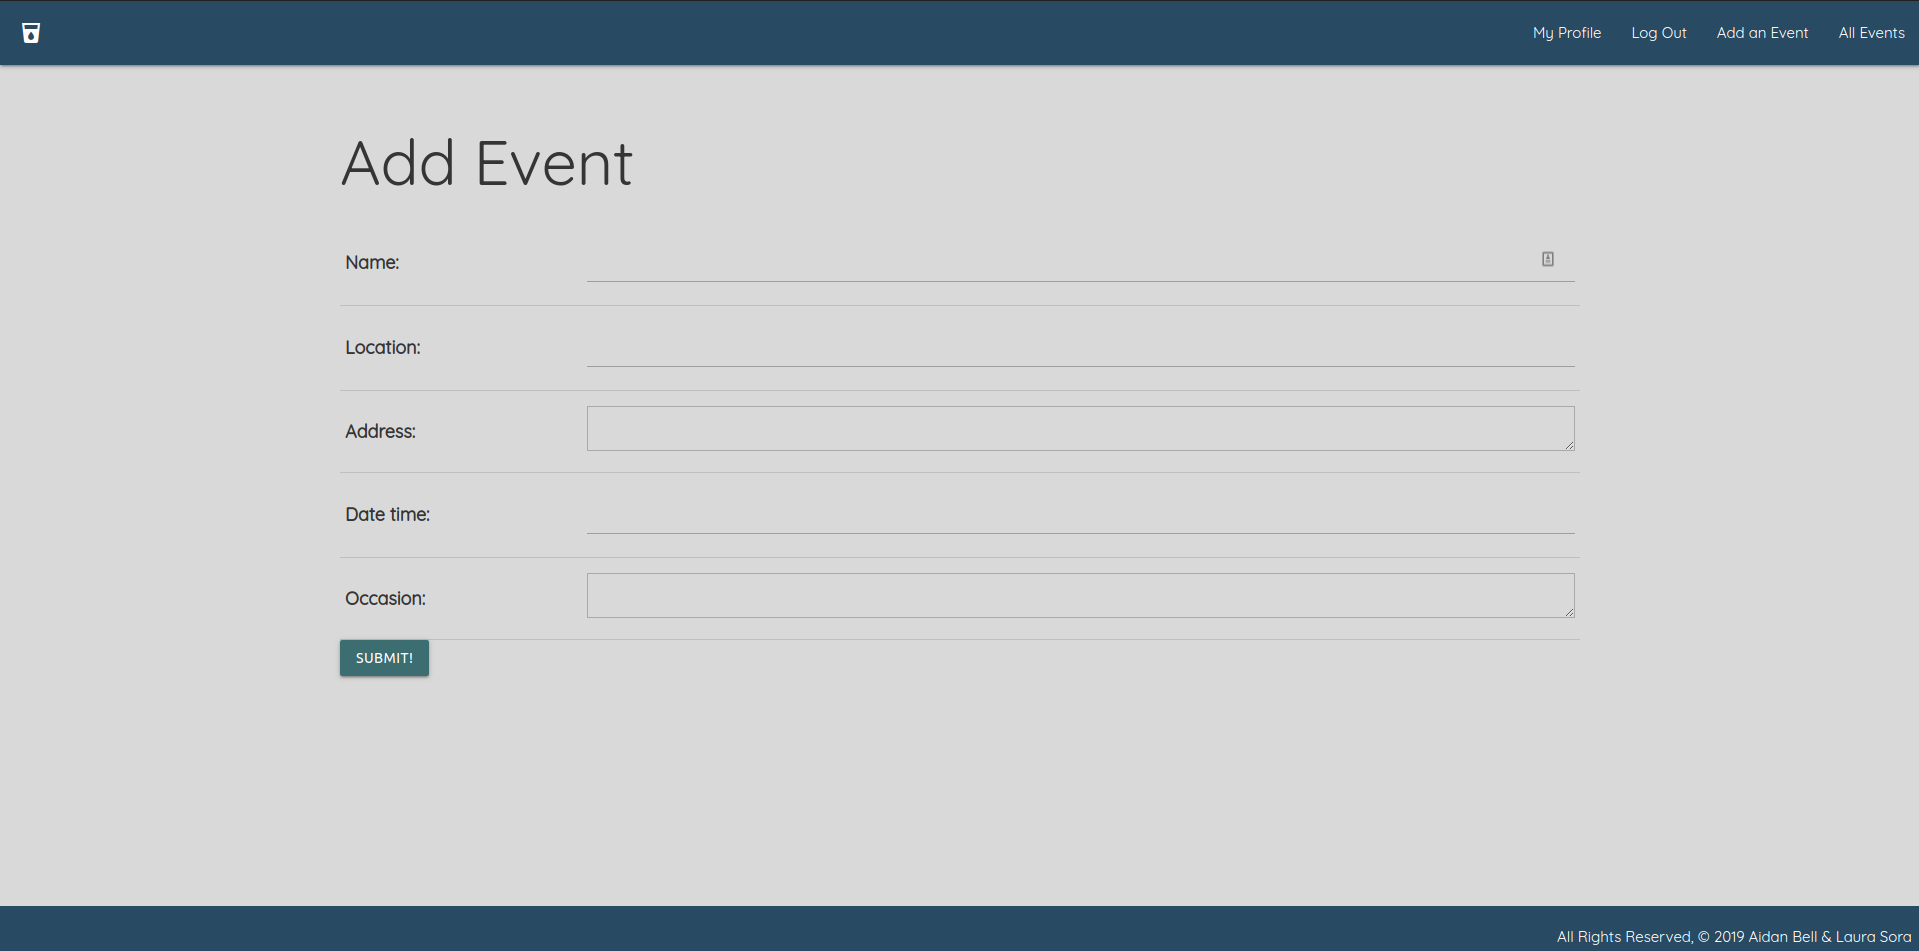 My Profile Log Out Add an Event All Events
Add Event
Name:
Location:
Address:
Date time:
Occasion:
SUBMIT!
All Rights Reserved, © 2019 Aidan Bell & Laura Sora